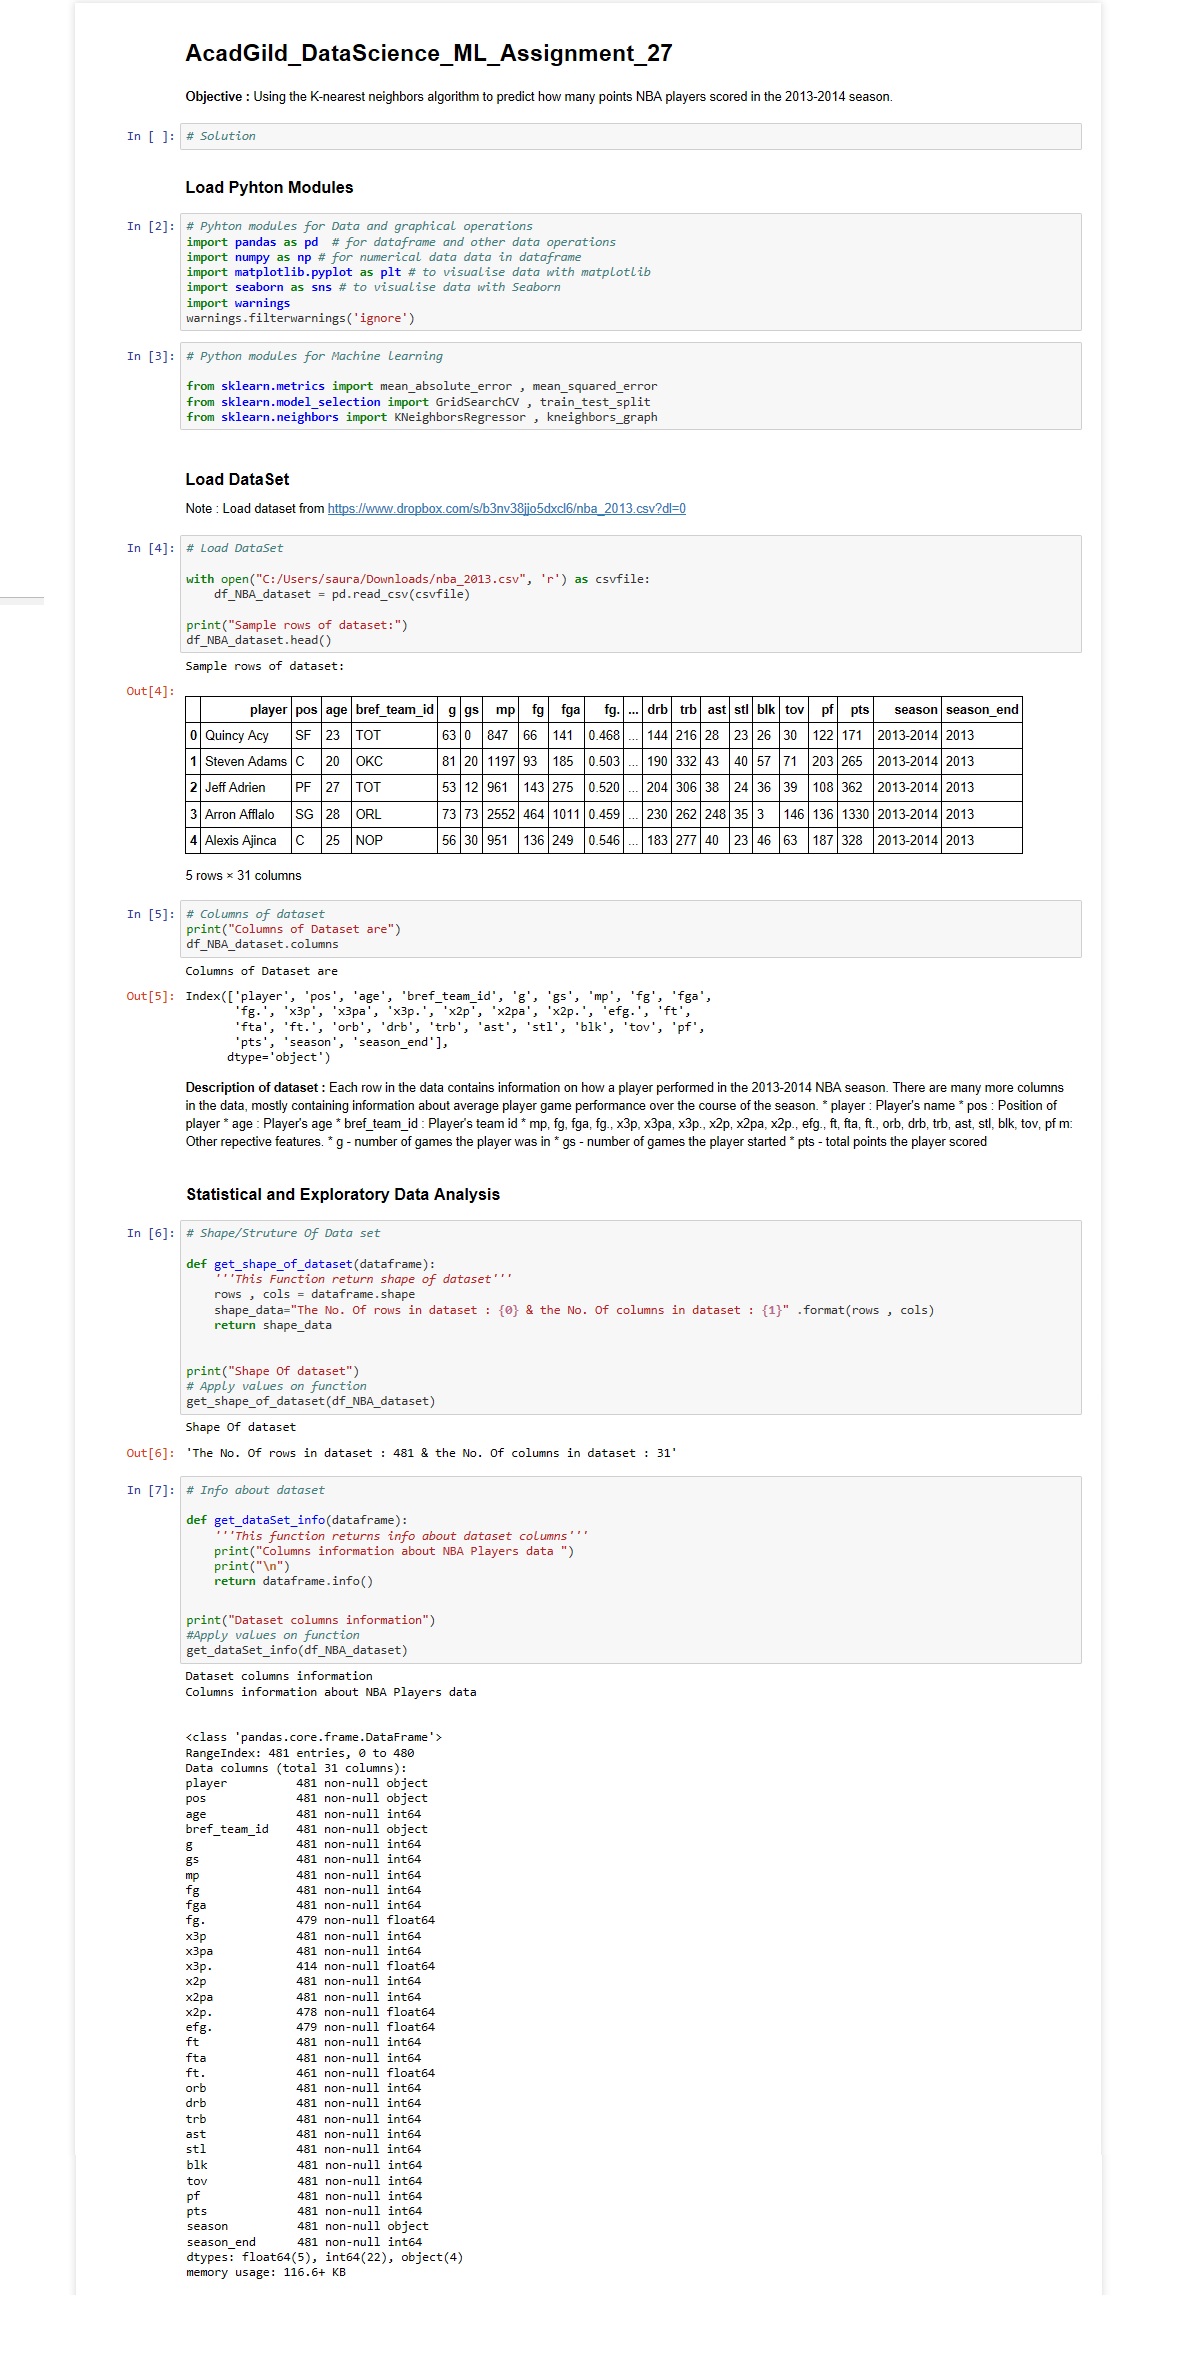 AcadGild_DataScience_ML_Assignment_27
Objective : Using the K-nearest neighbors algorithm to predict how many points NBA players scored in the 2013-2014 season.
In [ ]: # Solution
Load Pyhton Modules
In [2]: # Pyhton modules for Data and graphical operations
import pandas as pd  # for dataframe and other data operations
import numpy as np # for numerical data data in dataframe
import matplotlib.pyplot as plt # to visualise data with matplotlib
import seaborn as sns # to visualise data with Seaborn
import warnings
warnings.filterwarnings('ignore')
In [3]: # Python modules for Machine learning
from sklearn.metrics import mean_absolute_error , mean_squared_error
from sklearn.model_selection import GridSearchCV , train_test_split
from sklearn.neighbors import KNeighborsRegressor , kneighbors_graph
Load DataSet
Note : Load dataset from https://www.dropbox.com/s/b3nv38jjo5dxcl6/nba_2013.csv?dl=0
In [4]: # Load DataSet
with open("C:/Users/saura/Downloads/nba_2013.csv", 'r') as csvfile:
    df_NBA_dataset = pd.read_csv(csvfile)
print("Sample rows of dataset:")
df_NBA_dataset.head()
Sample rows of dataset:
Out[4]:
player pos age bref_team_id g gs mp fg fga fg. ... drb trb ast stl blk tov pf pts season season_end
0 Quincy Acy SF 23 TOT 63 0 847 66 141 0.468 ... 144 216 28 23 26 30 122 171 2013-2014 2013
1 Steven Adams C 20 OKC 81 20 1197 93 185 0.503 ... 190 332 43 40 57 71 203 265 2013-2014 2013
2 Jeff Adrien PF 27 TOT 53 12 961 143 275 0.520 ... 204 306 38 24 36 39 108 362 2013-2014 2013
3 Arron Afflalo SG 28 ORL 73 73 2552 464 1011 0.459 ... 230 262 248 35 3 146 136 1330 2013-2014 2013
4 Alexis Ajinca C 25 NOP 56 30 951 136 249 0.546 ... 183 277 40 23 46 63 187 328 2013-2014 2013
5 rows × 31 columns
In [5]: # Columns of dataset
print("Columns of Dataset are")
df_NBA_dataset.columns
Columns of Dataset are
Out[5]: Index(['player', 'pos', 'age', 'bref_team_id', 'g', 'gs', 'mp', 'fg', 'fga',
'fg.', 'x3p', 'x3pa', 'x3p.', 'x2p', 'x2pa', 'x2p.', 'efg.', 'ft',
'fta', 'ft.', 'orb', 'drb', 'trb', 'ast', 'stl', 'blk', 'tov', 'pf',
'pts', 'season', 'season_end'],
dtype='object')
Description of dataset : Each row in the data contains information on how a player performed in the 2013-2014 NBA season. There are many more columns
in the data, mostly containing information about average player game performance over the course of the season. * player : Player's name * pos : Position of
player * age : Player's age * bref_team_id : Player's team id * mp, fg, fga, fg., x3p, x3pa, x3p., x2p, x2pa, x2p., efg., ft, fta, ft., orb, drb, trb, ast, stl, blk, tov, pf m:
Other repective features. * g - number of games the player was in * gs - number of games the player started * pts - total points the player scored
Statistical and Exploratory Data Analysis
In [6]: # Shape/Struture Of Data set
def get_shape_of_dataset(dataframe):
    '''This Function return shape of dataset'''
    rows , cols = dataframe.shape
    shape_data="The No. Of rows in dataset : {0} & the No. Of columns in dataset : {1}" .format(rows , cols)
    return shape_data
print("Shape Of dataset")
# Apply values on function
get_shape_of_dataset(df_NBA_dataset)
Shape Of dataset
Out[6]: 'The No. Of rows in dataset : 481 & the No. Of columns in dataset : 31'
In [7]: # Info about dataset
def get_dataSet_info(dataframe):
    '''This function returns info about dataset columns'''
    print("Columns information about NBA Players data ")
    print("\n")
    return dataframe.info()
print("Dataset columns information")
#Apply values on function
get_dataSet_info(df_NBA_dataset)
Dataset columns information
Columns information about NBA Players data
<class 'pandas.core.frame.DataFrame'>
RangeIndex: 481 entries, 0 to 480
Data columns (total 31 columns):
player 481 non-null object
pos 481 non-null object
age 481 non-null int64
bref_team_id 481 non-null object
g 481 non-null int64
gs 481 non-null int64
mp 481 non-null int64
fg 481 non-null int64
fga 481 non-null int64
fg. 479 non-null float64
x3p 481 non-null int64
x3pa 481 non-null int64
x3p. 414 non-null float64
x2p 481 non-null int64
x2pa 481 non-null int64
x2p. 478 non-null float64
efg. 479 non-null float64
ft 481 non-null int64
fta 481 non-null int64
ft. 461 non-null float64
orb 481 non-null int64
drb 481 non-null int64
trb 481 non-null int64
ast 481 non-null int64
stl 481 non-null int64
blk 481 non-null int64
tov 481 non-null int64
pf 481 non-null int64
pts 481 non-null int64
season 481 non-null object
season_end 481 non-null int64
dtypes: float64(5), int64(22), object(4)
memory usage: 116.6+ KB